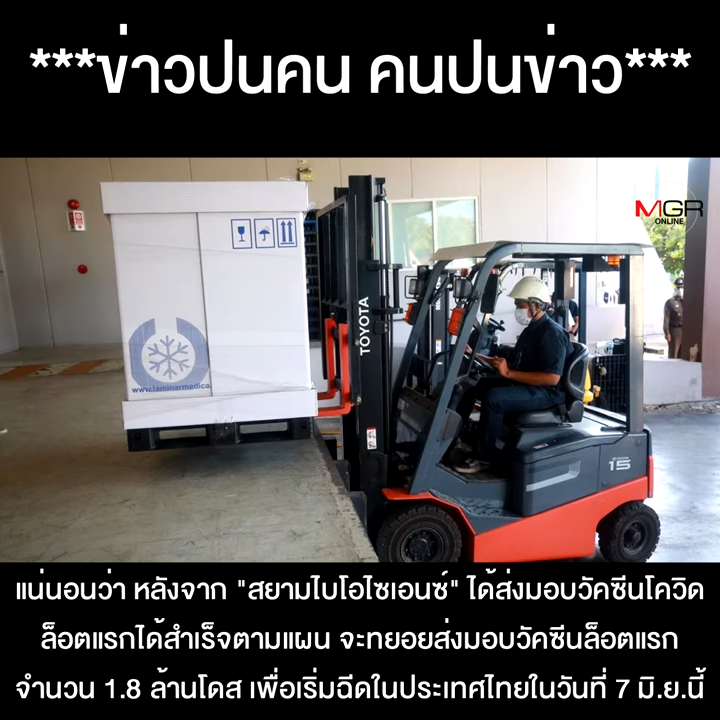 ***ข่าวปนคน คนปนข่าว***
MGR
ONLINE
TOYOTA
www.laminarmedica
15
แน่นอนว่า หลังจาก "สยามไบโอไซเอนซ์" ได้ส่งมอบวัคซีนโควิด
ล็อตแรกได้สำเร็จตามแผน จะทยอยส่งมอบวัคซีนล็อตแรก
จำนวน 1.8 ล้านโดส เพื่อเริ่มฉีดในประเทศไทยในวันที่ 7 มิ.ย.นี้